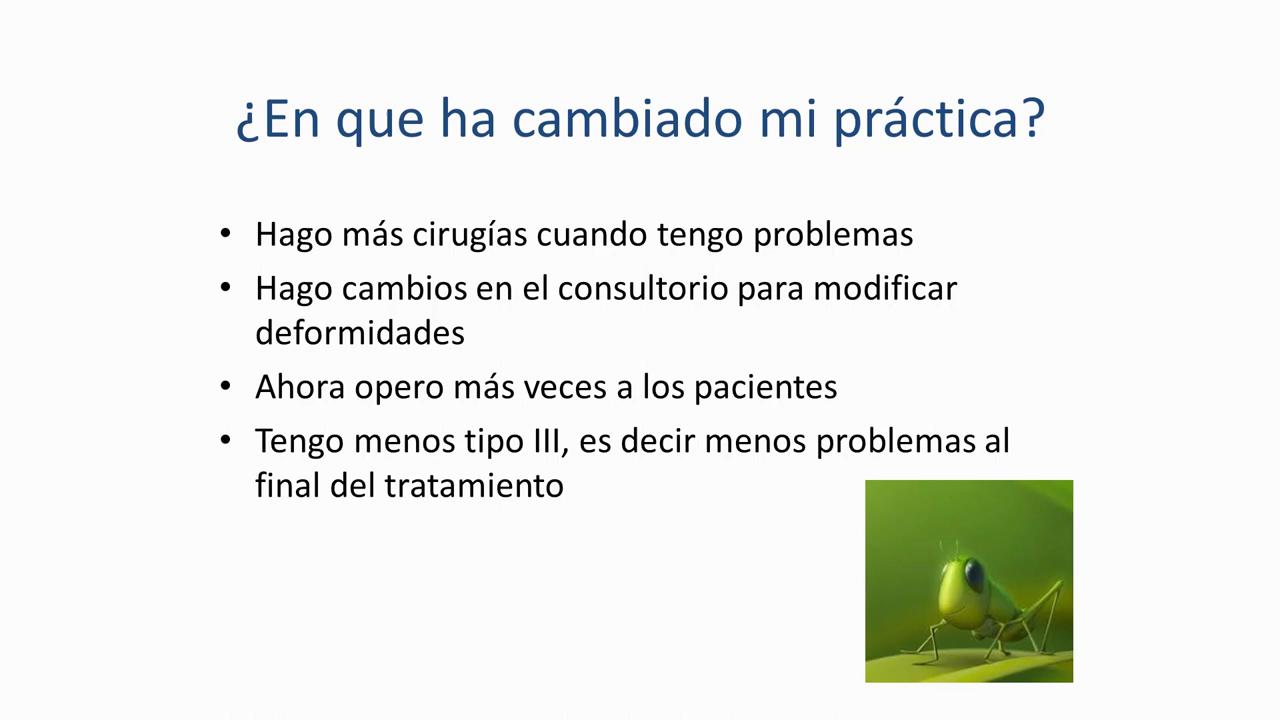 ¿En que ha cambiado mi práctica?
• Hago más cirugías cuando tengo problemas
• Hago cambios en el consultorio para modificar
deformidades
• Ahora opero más veces a los pacientes
• Tengo menos tipo III, es decir menos problemas al
final del tratamiento